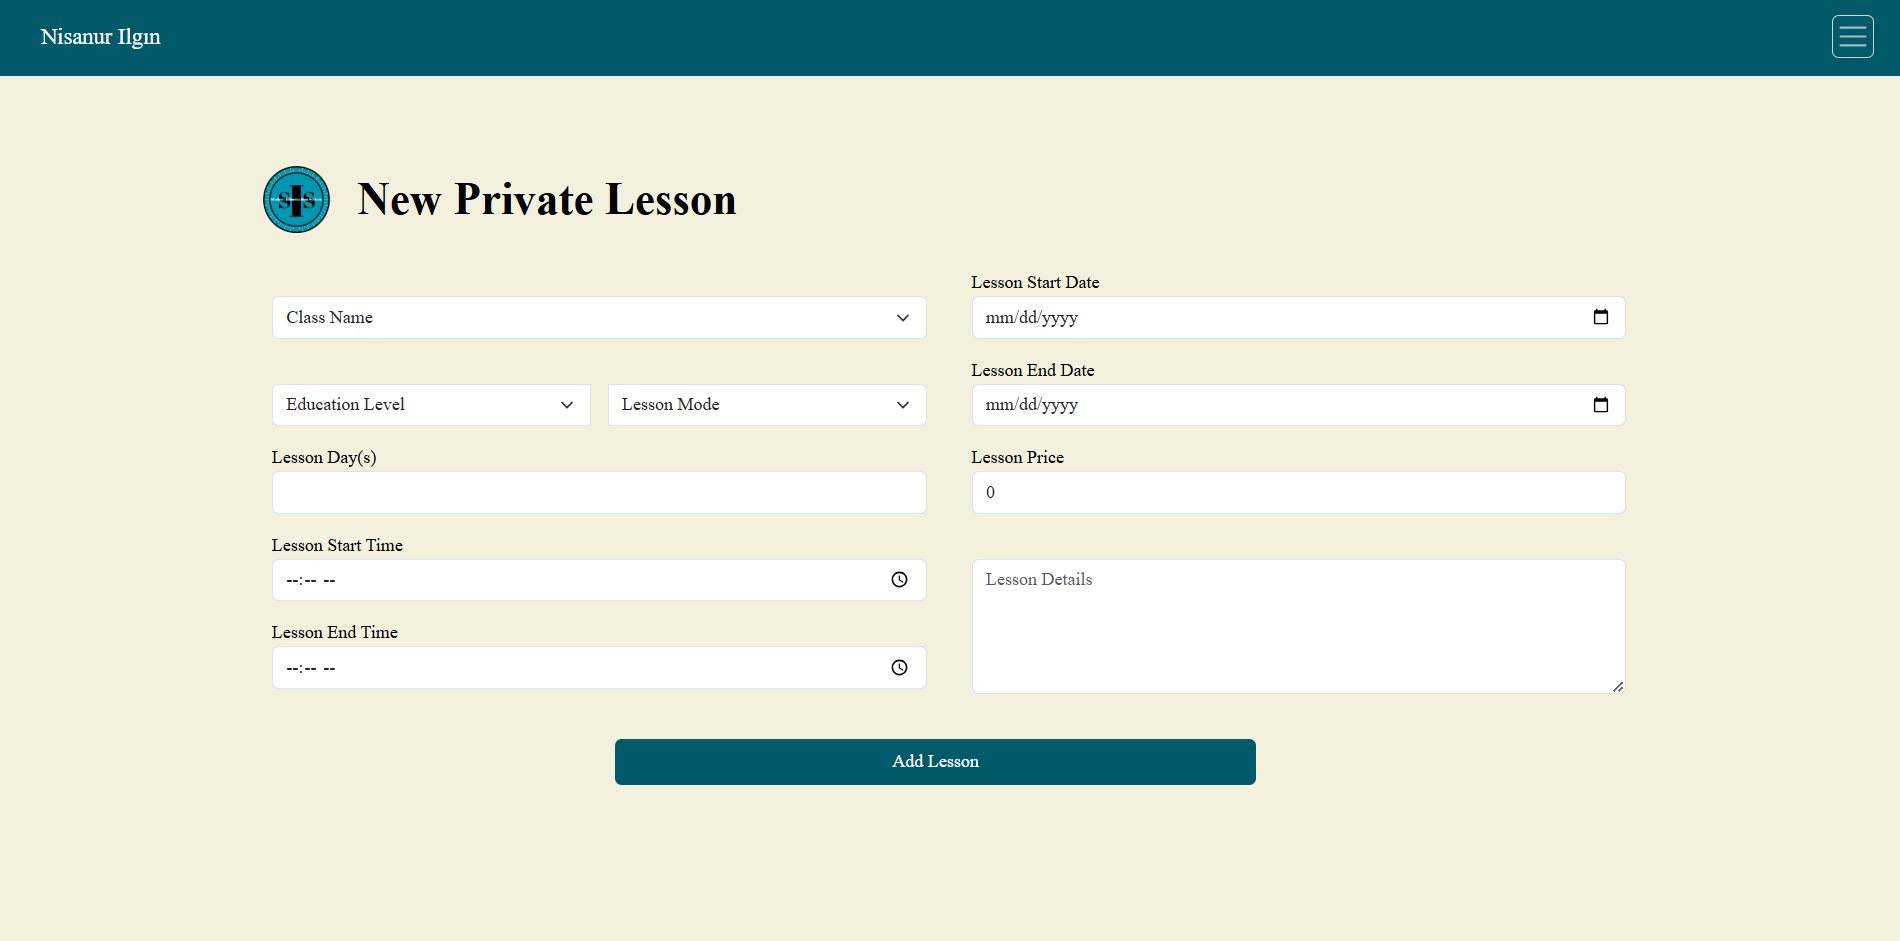 Nisanur Ilgın
SIS
New Private Lesson
Class Name
Education Level
Lesson Mode
Lesson Day(s)
Lesson Start Time
--:-- --
Lesson End Time
--:-- --
Lesson Start Date
mm/dd/yyyy
Lesson End Date
mm/dd/yyyy
Lesson Price
0
Lesson Details
Add Lesson